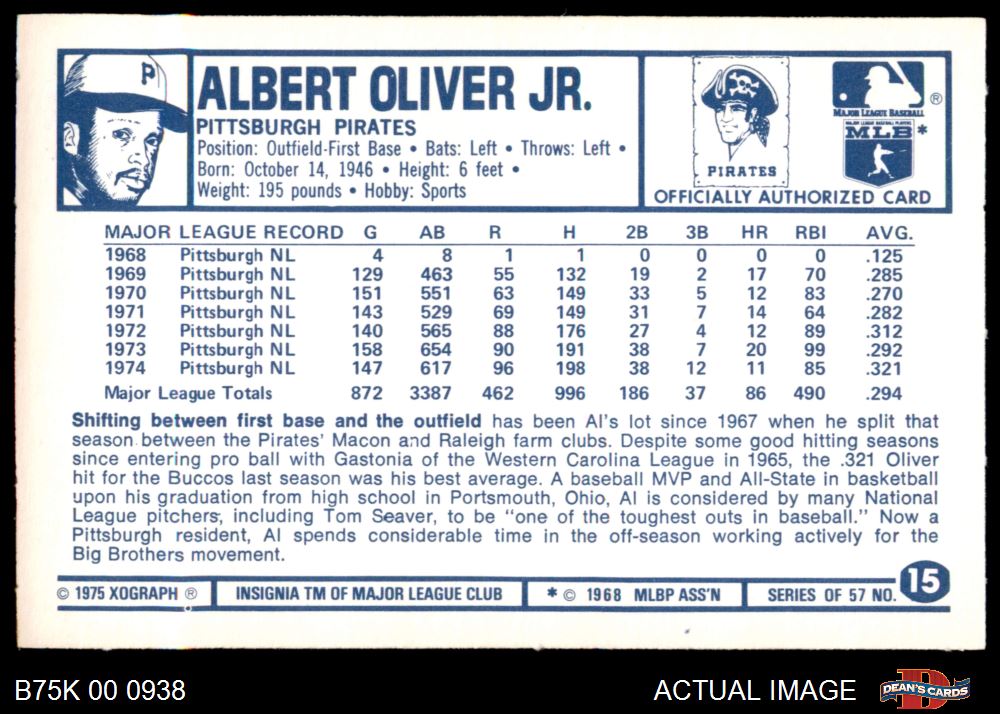 P
ALBERT OLIVER JR.
PITTSBURGH PIRATES
Position: Outfield-First Base • Bats: Left • Throws: Left •
Born: October 14, 1946 • Height: 6 feet •
Weight: 195 pounds • Hobby: Sports
PIRATES
MAJOR LEAGUE BASEBALL ®
MAJOR LEAGUE BASEBALL PLAYERS
MLB *
OFFICIALLY AUTHORIZED CARD
MAJOR LEAGUE RECORD G AB R H 2B 3B HR RBI AVG.
1968 Pittsburgh NL 4 8 1 1 0 0 0 0 .125
1969 Pittsburgh NL 129 463 55 132 19 2 17 70 .285
1970 Pittsburgh NL 151 551 63 149 33 5 12 83 .270
1971 Pittsburgh NL 143 529 69 149 31 7 14 64 .282
1972 Pittsburgh NL 140 565 88 176 27 4 12 89 .312
1973 Pittsburgh NL 158 654 90 191 38 7 20 99 .292
1974 Pittsburgh NL 147 617 96 198 38 12 11 85 .321
Major League Totals 872 3387 462 996 186 37 86 490 .294
Shifting between first base and the outfield has been Al's lot since 1967 when he split that
season between the Pirates' Macon and Raleigh farm clubs. Despite some good hitting seasons
since entering pro ball with Gastonia of the Western Carolina League in 1965, the .321 Oliver
hit for the Buccos last season was his best average. A baseball MVP and All-State in basketball
upon his graduation from high school in Portsmouth, Ohio, Al is considered by many National
League pitchers, including Tom Seaver, to be "one of the toughest outs in baseball." Now a
Pittsburgh resident, Al spends considerable time in the off-season working actively for the
Big Brothers movement.
© 1975 XOGRAPH ® INSIGNIA TM OF MAJOR LEAGUE CLUB * © 1968 MLBP ASS'N SERIES OF 57 NO. 15
B75K 00 0938 ACTUAL IMAGE DEAN'S CARDS